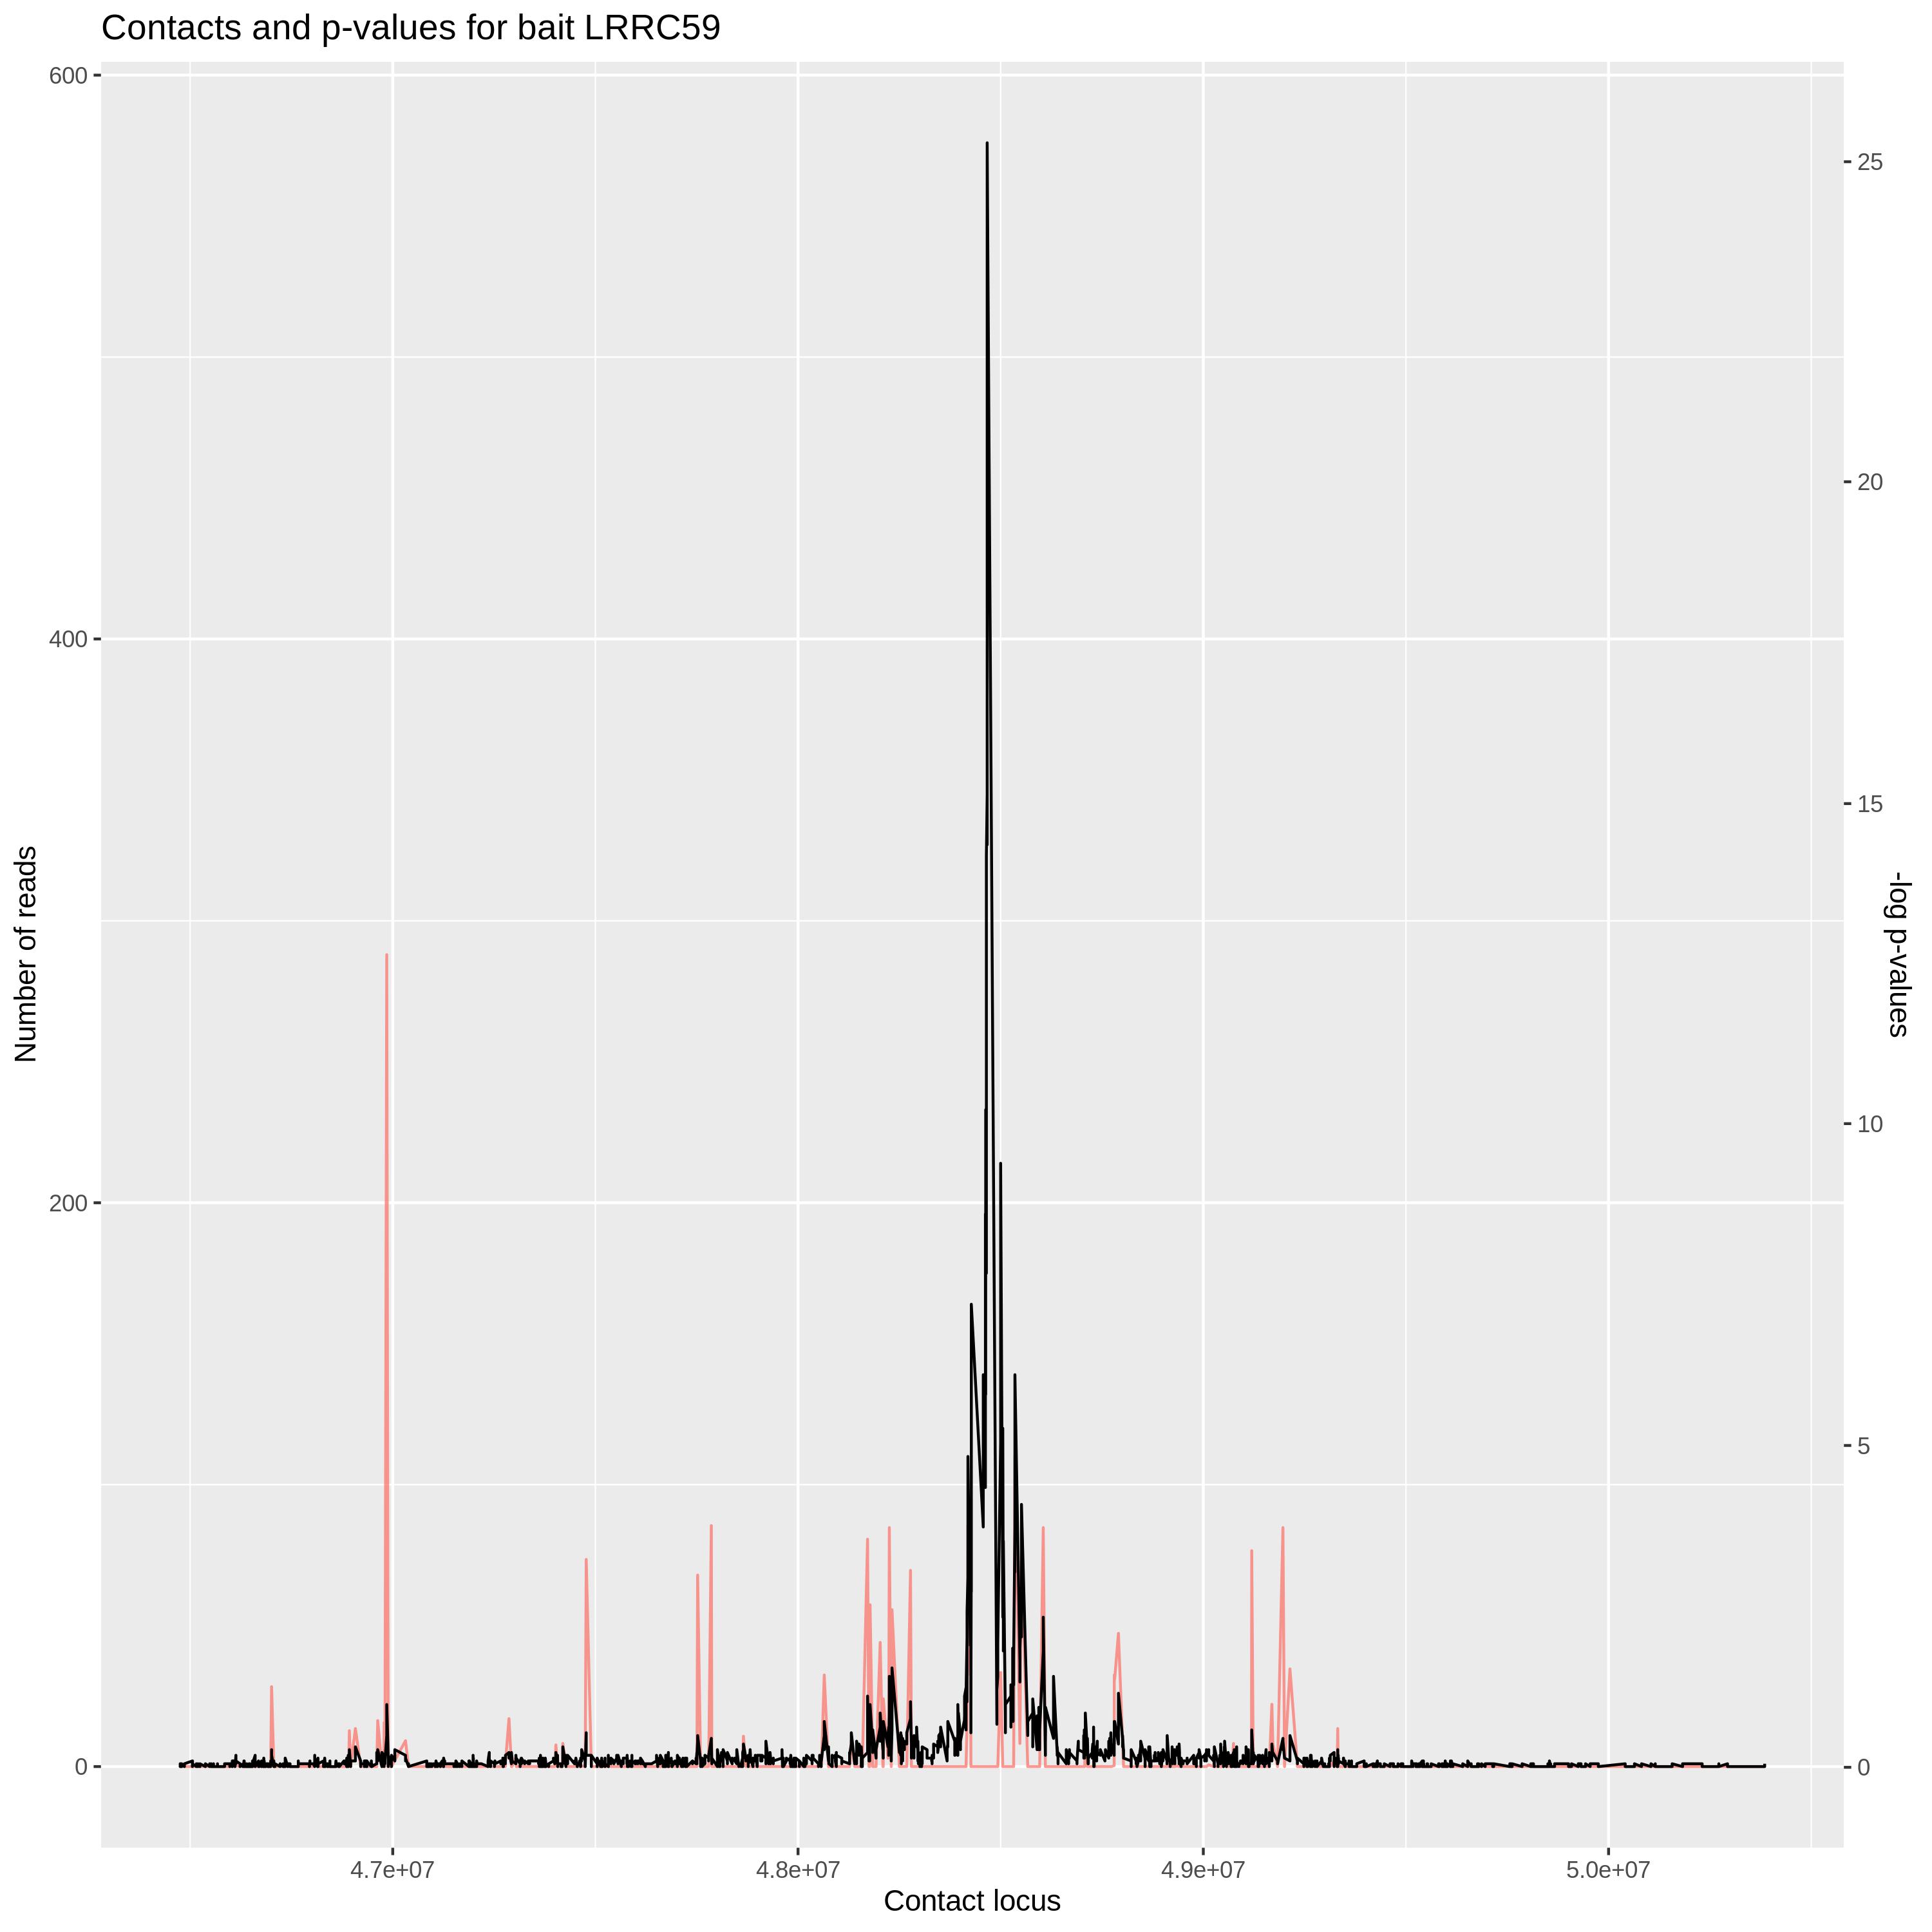 Contacts and p-values for bait LRRC59
600
400
200
0
Number of reads
25
20
15
10
5
0
-log p-values
4.7e+07
4.8e+07
4.9e+07
5.0e+07
Contact locus